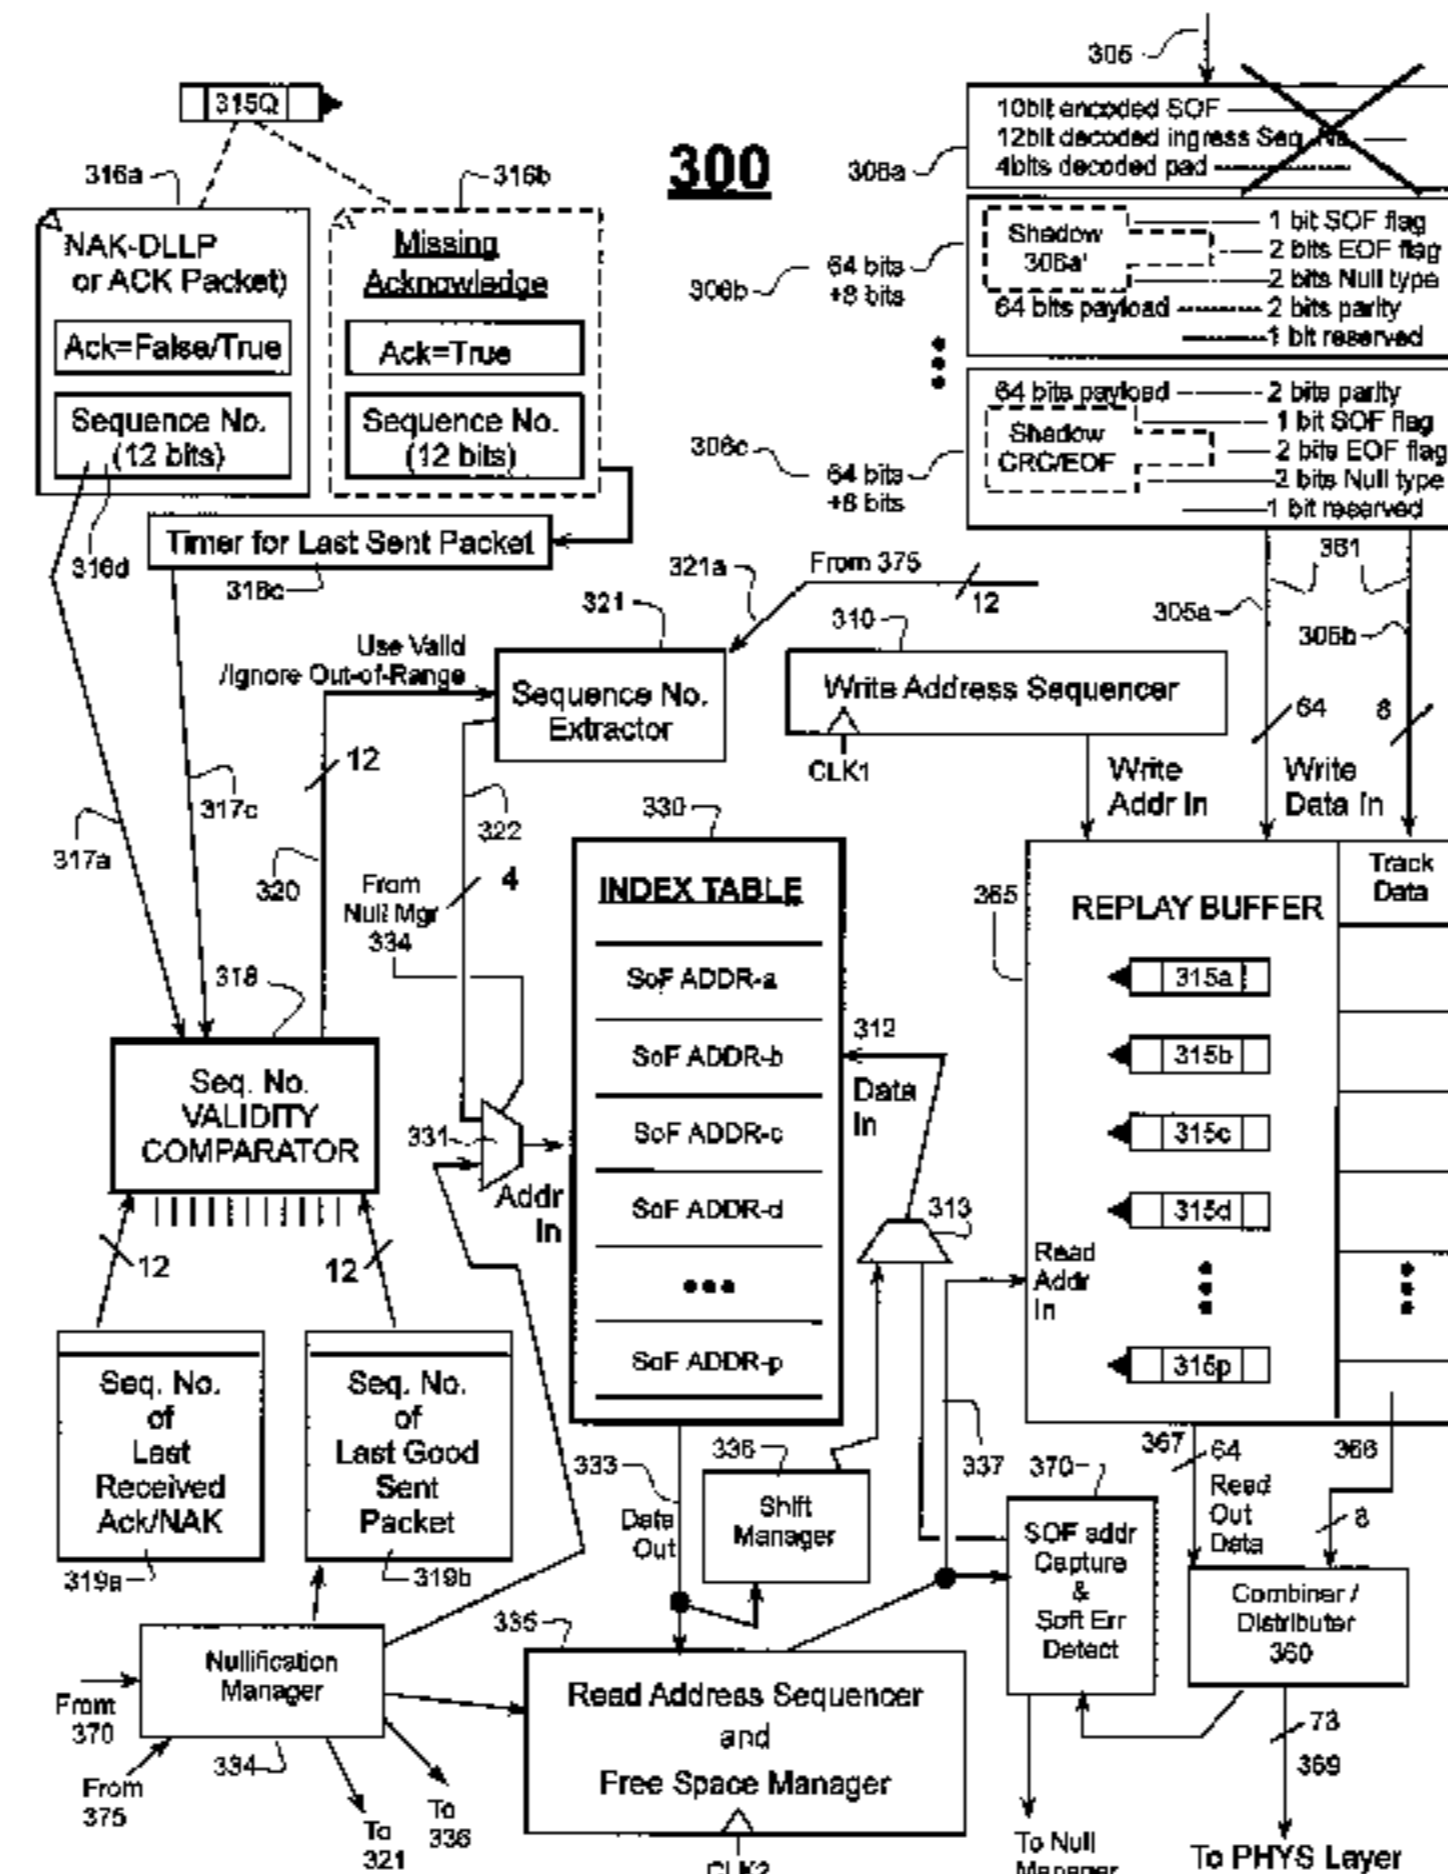 305
315Q
300
10bit encoded SOF
12bit decoded ingress Seq. No
4bits decoded pad
306a
316a
316b
NAK-DLLP
or ACK Packet)
Ack=False/True
Sequence No.
(12 bits)
Missing
Acknowledge
Ack=True
Sequence No.
(12 bits)
Shadow
306a'
1 bit SOF flag
2 bits EOF flag
2 bits Null type
64 bits payload
2 bits parity
1 bit reserved
306b
64 bits
+8 bits
64 bits payload
2 bits parity
1 bit SOF flag
Shadow
CRC/EOF
2 bits EOF flag
2 bits Null type
1 bit reserved
306c
64 bits
+8 bits
316d
Timer for Last Sent Packet
316c
321a
From 375
12
361
305a
305b
321
Use Valid
/Ignore Out-of-Range
Sequence No.
Extractor
310
Write Address Sequencer
CLK1
64
8
Write
Addr In
Write
Data In
12
317c
317a
320
322
4
From
Null Mgr
334
330
INDEX TABLE
SoF ADDR-a
SoF ADDR-b
SoF ADDR-c
SoF ADDR-d
SoF ADDR-p
365
REPLAY BUFFER
Track
Data
315a
315b
315c
315d
315p
Read
Addr
In
318
Seq. No.
VALIDITY
COMPARATOR
12
12
331
Addr
In
312
Data
In
313
Seq. No.
of
Last
Received
Ack/NAK
319a
Seq. No.
of
Last Good
Sent
Packet
319b
333
Data
Out
336
Shift
Manager
337
370
SOF addr
Capture
&
Soft Err
Detect
367
64
Read
Out
Data
366
8
Combiner /
Distributer
360
335
Read Address Sequencer
and
Free Space Manager
CLK2
Nullification
Manager
334
From
370
From
375
To
321
To
336
To Null
Manager
73
369
To PHYS Layer